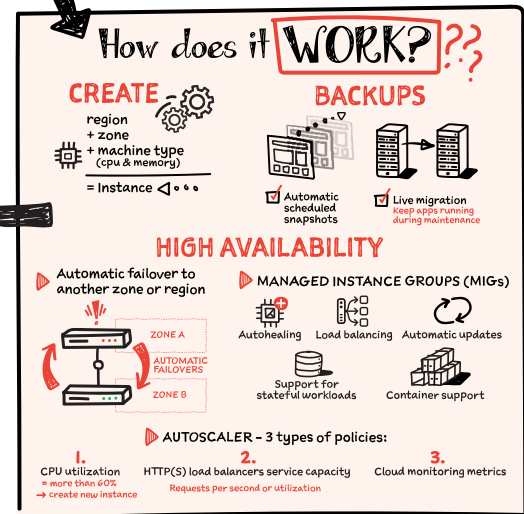 How does it WORK???
CREATE
region
+ zone
+ machine type
(cpu & memory)
= Instance
BACKUPS
Automatic
scheduled
snapshots
Live migration
Keep apps running
during maintenance
HIGH AVAILABILITY
Automatic failover to
another zone or region
ZONE A
AUTOMATIC
FAILOVERS
ZONE B
MANAGED INSTANCE GROUPS (MIGs)
Autohealing
Load balancing
Automatic updates
Support for
stateful workloads
Container support
AUTOSCALER – 3 types of policies:
1.
CPU utilization
= more than 60%
→ create new instance
2.
HTTP(S) load balancers service capacity
Requests per second or utilization
3.
Cloud monitoring metrics